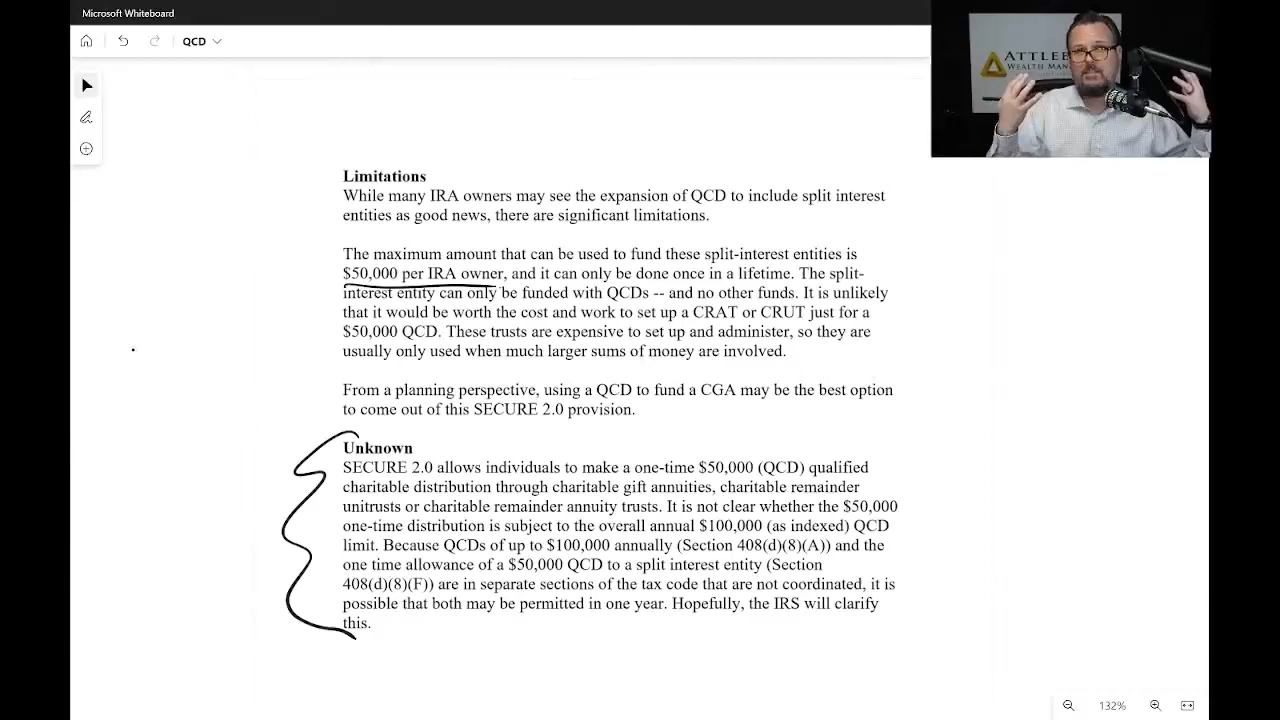 Microsoft Whiteboard
QCD
WEALTH MAN
Limitations
While many IRA owners may see the expansion of QCD to include split interest
entities as good news, there are significant limitations.
The maximum amount that can be used to fund these split-interest entities is
$50,000 per IRA owner, and it can only be done once in a lifetime. The split-
interest entity can only be funded with QCDs -- and no other funds. It is unlikely
that it would be worth the cost and work to set up a CRAT or CRUT just for a
$50,000 QCD. These trusts are expensive to set up and administer, so they are
usually only used when much larger sums of money are involved.
From a planning perspective, using a QCD to fund a CGA may be the best option
to come out of this SECURE 2.0 provision.
Unknown
SECURE 2.0 allows individuals to make a one-time $50,000 (QCD) qualified
charitable distribution through charitable gift annuities, charitable remainder
unitrusts or charitable remainder annuity trusts. It is not clear whether the $50,000
one-time distribution is subject to the overall annual $100,000 (as indexed) QCD
limit. Because QCDs of up to $100,000 annually (Section 408(d)(8)(A)) and the
one time allowance of a $50,000 QCD to a split interest entity (Section
408(d)(8)(F)) are in separate sections of the tax code that are not coordinated, it is
possible that both may be permitted in one year. Hopefully, the IRS will clarify
this.
132%